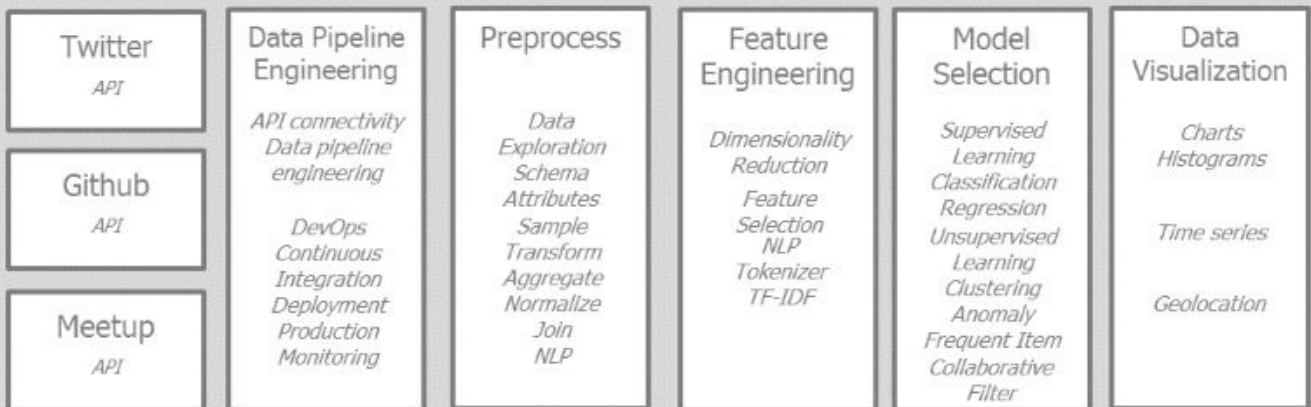 Twitter
API
Github
API
Meetup
API
Data Pipeline
Engineering
API connectivity
Data pipeline
engineering
DevOps
Continuous
Integration
Deployment
Production
Monitoring
Preprocess
Data
Exploration
Schema
Attributes
Sample
Transform
Aggregate
Normalize
Join
NLP
Feature
Engineering
Dimensionality
Reduction
Feature
Selection
NLP
Tokenizer
TF-IDF
Model
Selection
Supervised
Learning
Classification
Regression
Unsupervised
Learning
Clustering
Anomaly
Frequent Item
Collaborative
Filter
Data
Visualization
Charts
Histograms
Time series
Geolocation